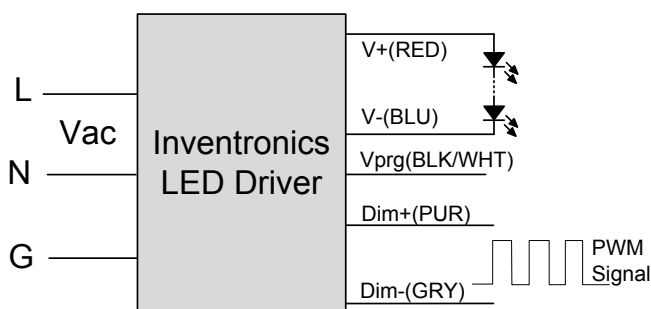 V+(RED)
L
Vac
V-(BLU)
Inventronics
LED Driver
Vprg(BLK/WHT)
N
Dim+(PUR)
G
PWM
Signal
Dim-(GRY)